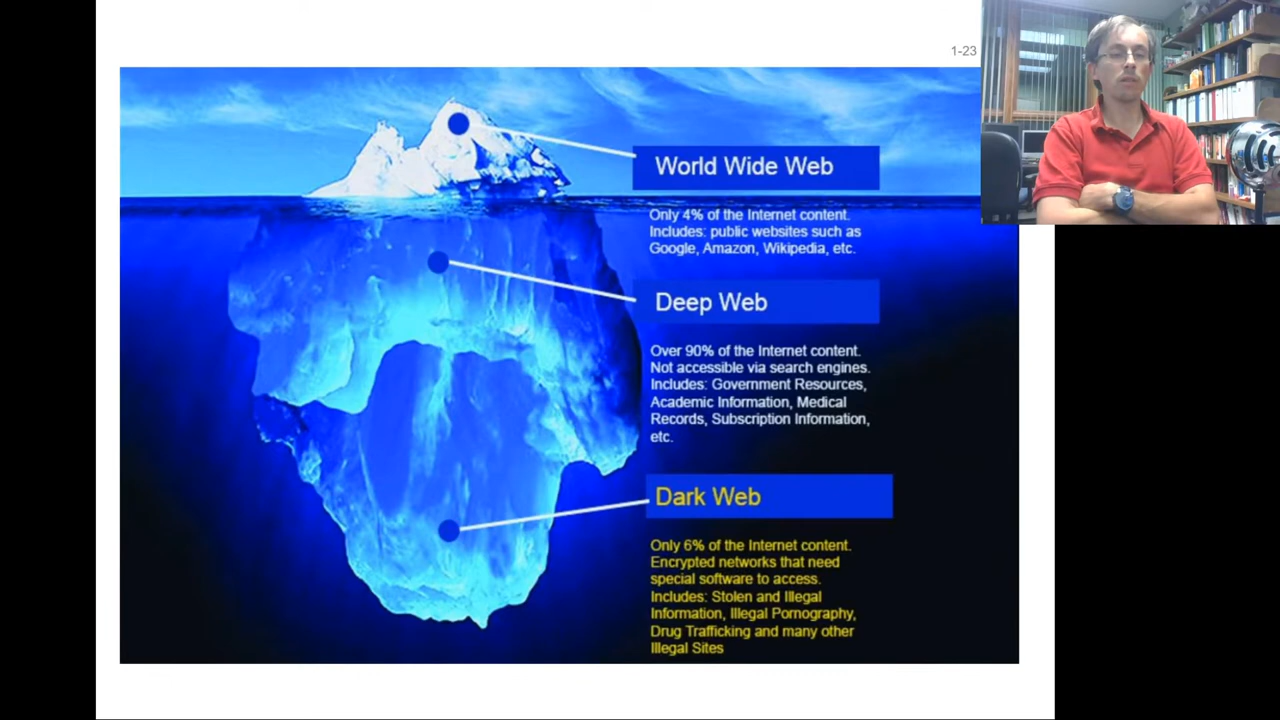 1-23
World Wide Web
Only 4% of the Internet content.
Includes: public websites such as
Google, Amazon, Wikipedia, etc.
Deep Web
Over 90% of the Internet content.
Not accessible via search engines.
Includes: Government Resources,
Academic Information, Medical
Records, Subscription Information,
etc.
Dark Web
Only 6% of the Internet content.
Encrypted networks that need
special software to access.
Includes: Stolen and Illegal
Information, Illegal Pornography,
Drug Trafficking and many other
Illegal Sites